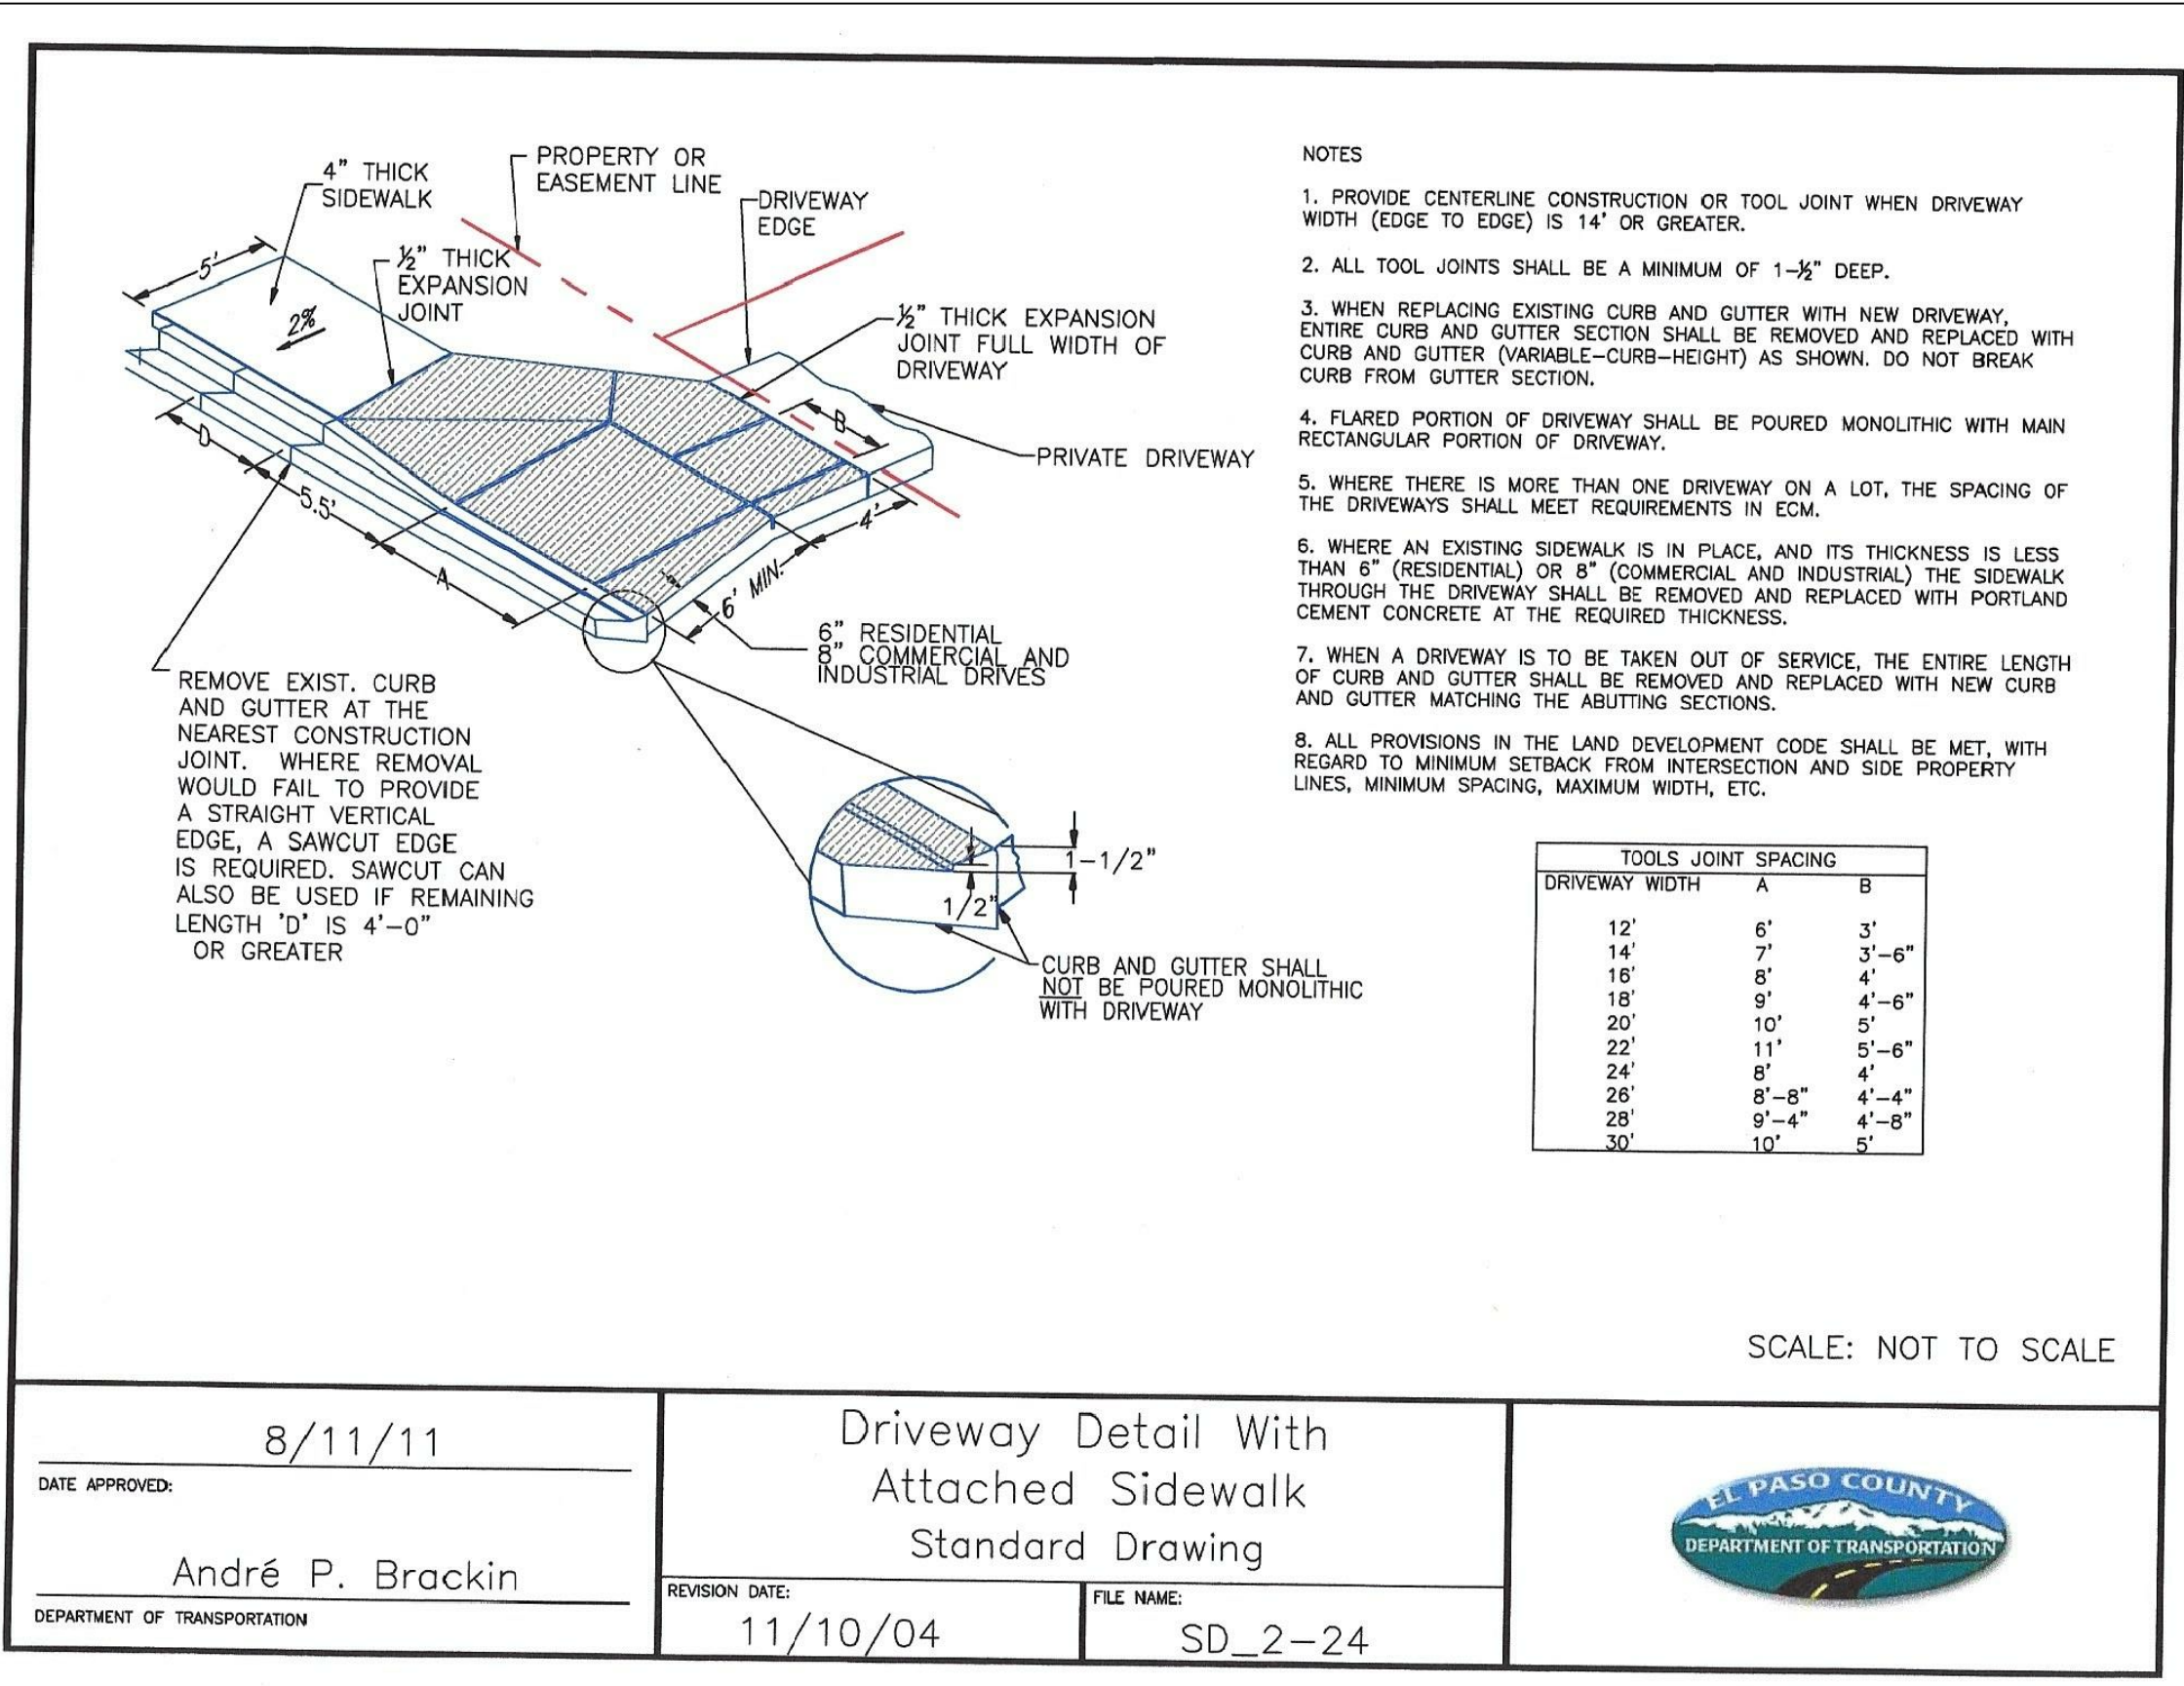 4" THICK
SIDEWALK
PROPERTY OR
EASEMENT LINE
DRIVEWAY
EDGE
½" THICK
EXPANSION
JOINT
½" THICK EXPANSION
JOINT FULL WIDTH OF
DRIVEWAY
5'
2%
B
PRIVATE DRIVEWAY
D
5.5'
A
4'
6' MIN.
6" RESIDENTIAL
8" COMMERCIAL AND
INDUSTRIAL DRIVES
REMOVE EXIST. CURB
AND GUTTER AT THE
NEAREST CONSTRUCTION
JOINT. WHERE REMOVAL
WOULD FAIL TO PROVIDE
A STRAIGHT VERTICAL
EDGE, A SAWCUT EDGE
IS REQUIRED. SAWCUT CAN
ALSO BE USED IF REMAINING
LENGTH 'D' IS 4'-0"
OR GREATER
1-1/2"
1/2"
CURB AND GUTTER SHALL
NOT BE POURED MONOLITHIC
WITH DRIVEWAY
NOTES
1. PROVIDE CENTERLINE CONSTRUCTION OR TOOL JOINT WHEN DRIVEWAY
WIDTH (EDGE TO EDGE) IS 14' OR GREATER.
2. ALL TOOL JOINTS SHALL BE A MINIMUM OF 1-½" DEEP.
3. WHEN REPLACING EXISTING CURB AND GUTTER WITH NEW DRIVEWAY,
ENTIRE CURB AND GUTTER SECTION SHALL BE REMOVED AND REPLACED WITH
CURB AND GUTTER (VARIABLE-CURB-HEIGHT) AS SHOWN. DO NOT BREAK
CURB FROM GUTTER SECTION.
4. FLARED PORTION OF DRIVEWAY SHALL BE POURED MONOLITHIC WITH MAIN
RECTANGULAR PORTION OF DRIVEWAY.
5. WHERE THERE IS MORE THAN ONE DRIVEWAY ON A LOT, THE SPACING OF
THE DRIVEWAYS SHALL MEET REQUIREMENTS IN ECM.
6. WHERE AN EXISTING SIDEWALK IS IN PLACE, AND ITS THICKNESS IS LESS
THAN 6" (RESIDENTIAL) OR 8" (COMMERCIAL AND INDUSTRIAL) THE SIDEWALK
THROUGH THE DRIVEWAY SHALL BE REMOVED AND REPLACED WITH PORTLAND
CEMENT CONCRETE AT THE REQUIRED THICKNESS.
7. WHEN A DRIVEWAY IS TO BE TAKEN OUT OF SERVICE, THE ENTIRE LENGTH
OF CURB AND GUTTER SHALL BE REMOVED AND REPLACED WITH NEW CURB
AND GUTTER MATCHING THE ABUTTING SECTIONS.
8. ALL PROVISIONS IN THE LAND DEVELOPMENT CODE SHALL BE MET, WITH
REGARD TO MINIMUM SETBACK FROM INTERSECTION AND SIDE PROPERTY
LINES, MINIMUM SPACING, MAXIMUM WIDTH, ETC.
TOOLS JOINT SPACING
DRIVEWAY WIDTH A B
12' 6' 3'
14' 7' 3'-6"
16' 8' 4'
18' 9' 4'-6"
20' 10' 5'
22' 11' 5'-6"
24' 8' 4'
26' 8'-8" 4'-4"
28' 9'-4" 4'-8"
30' 10' 5'
SCALE: NOT TO SCALE
8/11/11
DATE APPROVED:
André P. Brackin
DEPARTMENT OF TRANSPORTATION
Driveway Detail With
Attached Sidewalk
Standard Drawing
REVISION DATE:
11/10/04
FILE NAME:
SD_2-24
EL PASO COUNTY
DEPARTMENT OF TRANSPORTATION